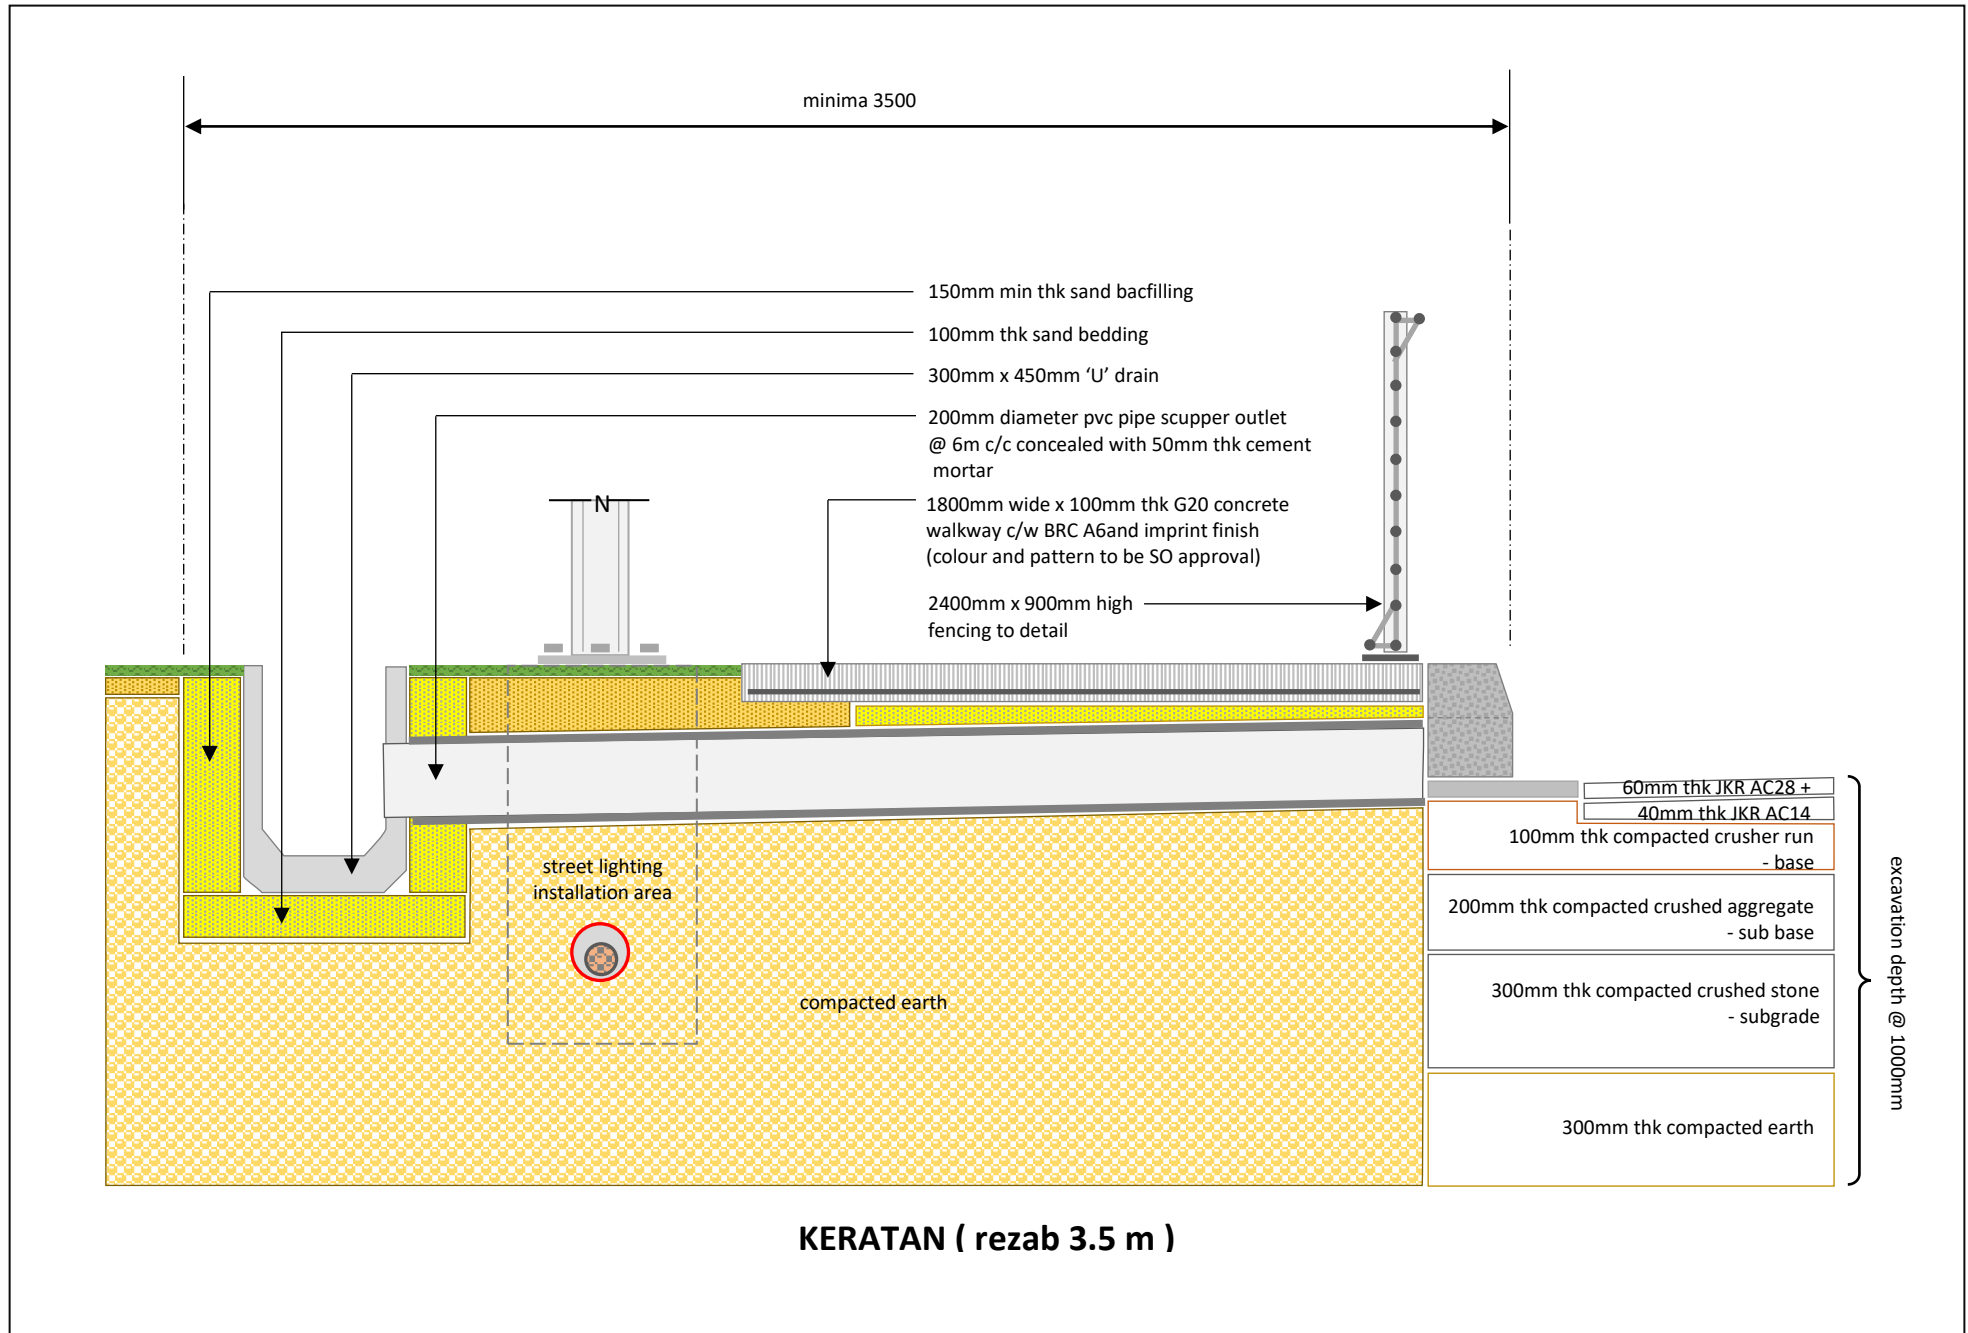 minima 3500
150mm min thk sand bacfilling
100mm thk sand bedding
300mm x 450mm ‘U’ drain
200mm diameter pvc pipe scupper outlet
@ 6m c/c concealed with 50mm thk cement
mortar
N
1800mm wide x 100mm thk G20 concrete
walkway c/w BRC A6and imprint finish
(colour and pattern to be SO approval)
2400mm x 900mm high
fencing to detail
60mm thk JKR AC28 +
40mm thk JKR AC14
100mm thk compacted crusher run
- base
street lighting
installation area
200mm thk compacted crushed aggregate
- sub base
300mm thk compacted crushed stone
- subgrade
compacted earth
300mm thk compacted earth
excavation depth @ 1000mm
KERATAN ( rezab 3.5 m )